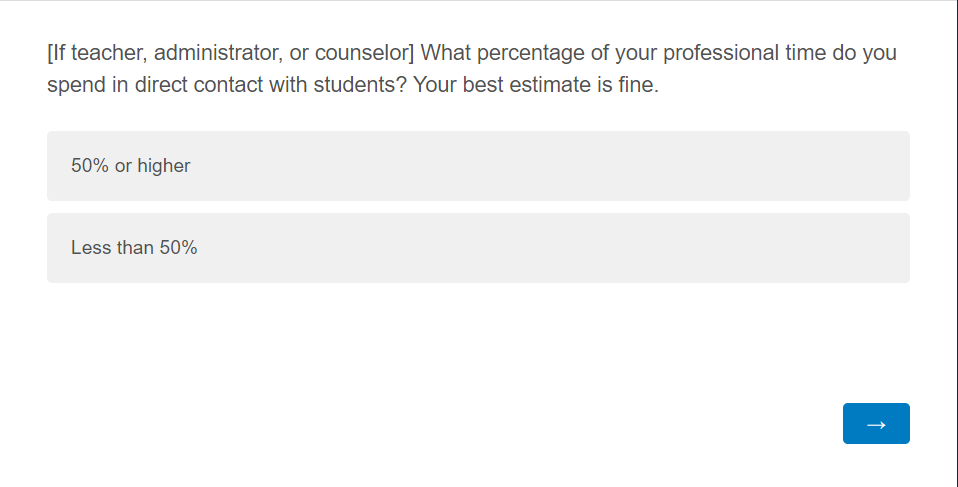 [If teacher, administrator, or counselor] What percentage of your professional time do you
spend in direct contact with students? Your best estimate is fine.
50% or higher
Less than 50%
→